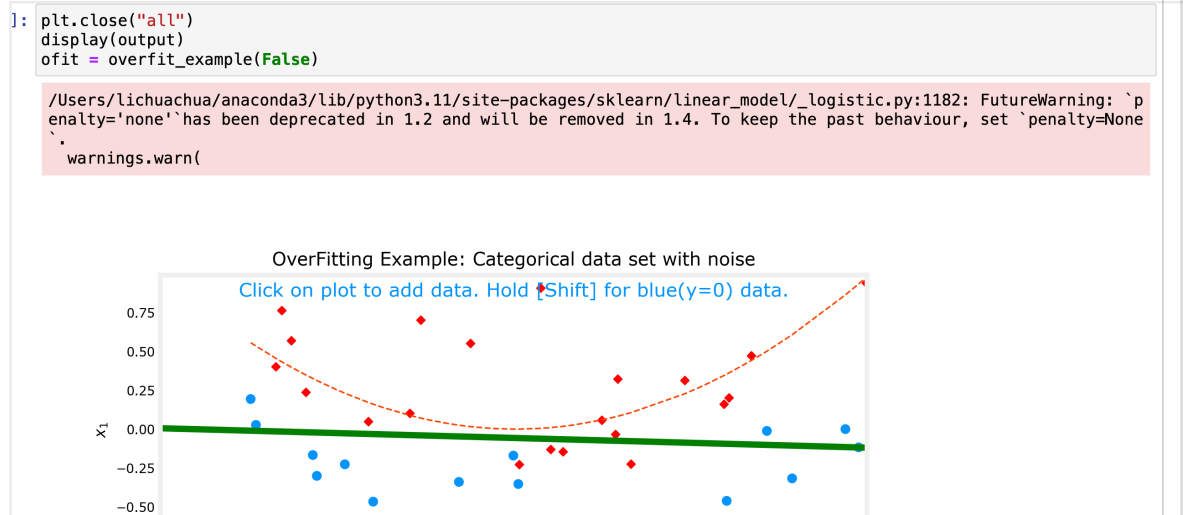 ]:
plt.close("all")
display(output)
ofit = overfit_example(False)
/Users/lichuachua/anaconda3/lib/python3.11/site-packages/sklearn/linear_model/_logistic.py:1182: FutureWarning: `p
enalty='none'`has been deprecated in 1.2 and will be removed in 1.4. To keep the past behaviour, set `penalty=None
`.
warnings.warn(
OverFitting Example: Categorical data set with noise
Click on plot to add data. Hold [Shift] for blue(y=0) data.
0.75
0.50
0.25
0.00
x₁
−0.25
−0.50